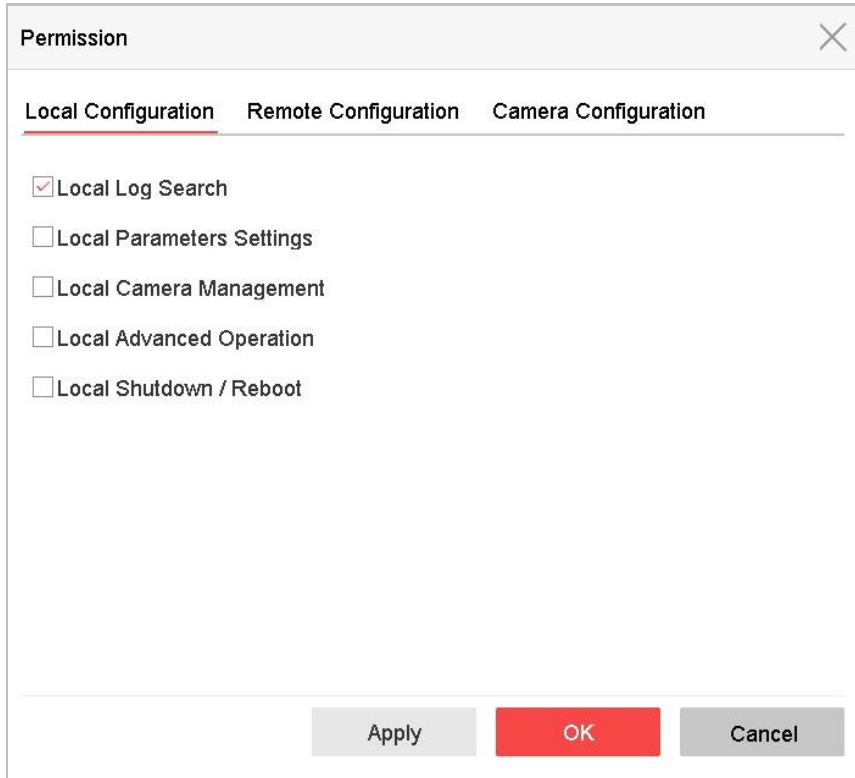 Permission
Local Configuration Remote Configuration Camera Configuration
Local Log Search
Local Parameters Settings
Local Camera Management
Local Advanced Operation
Local Shutdown / Reboot
Apply OK Cancel